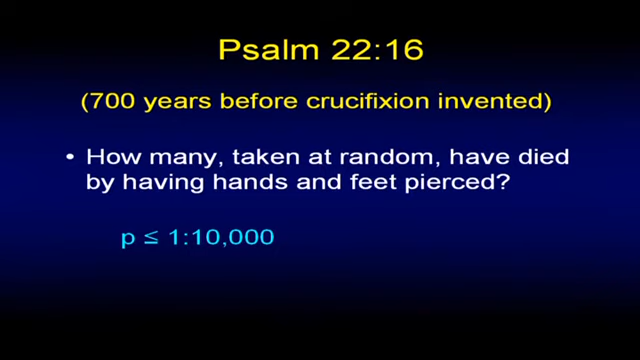 Psalm 22:16
(700 years before crucifixion invented)
• How many, taken at random, have died
by having hands and feet pierced?
p ≤ 1:10,000